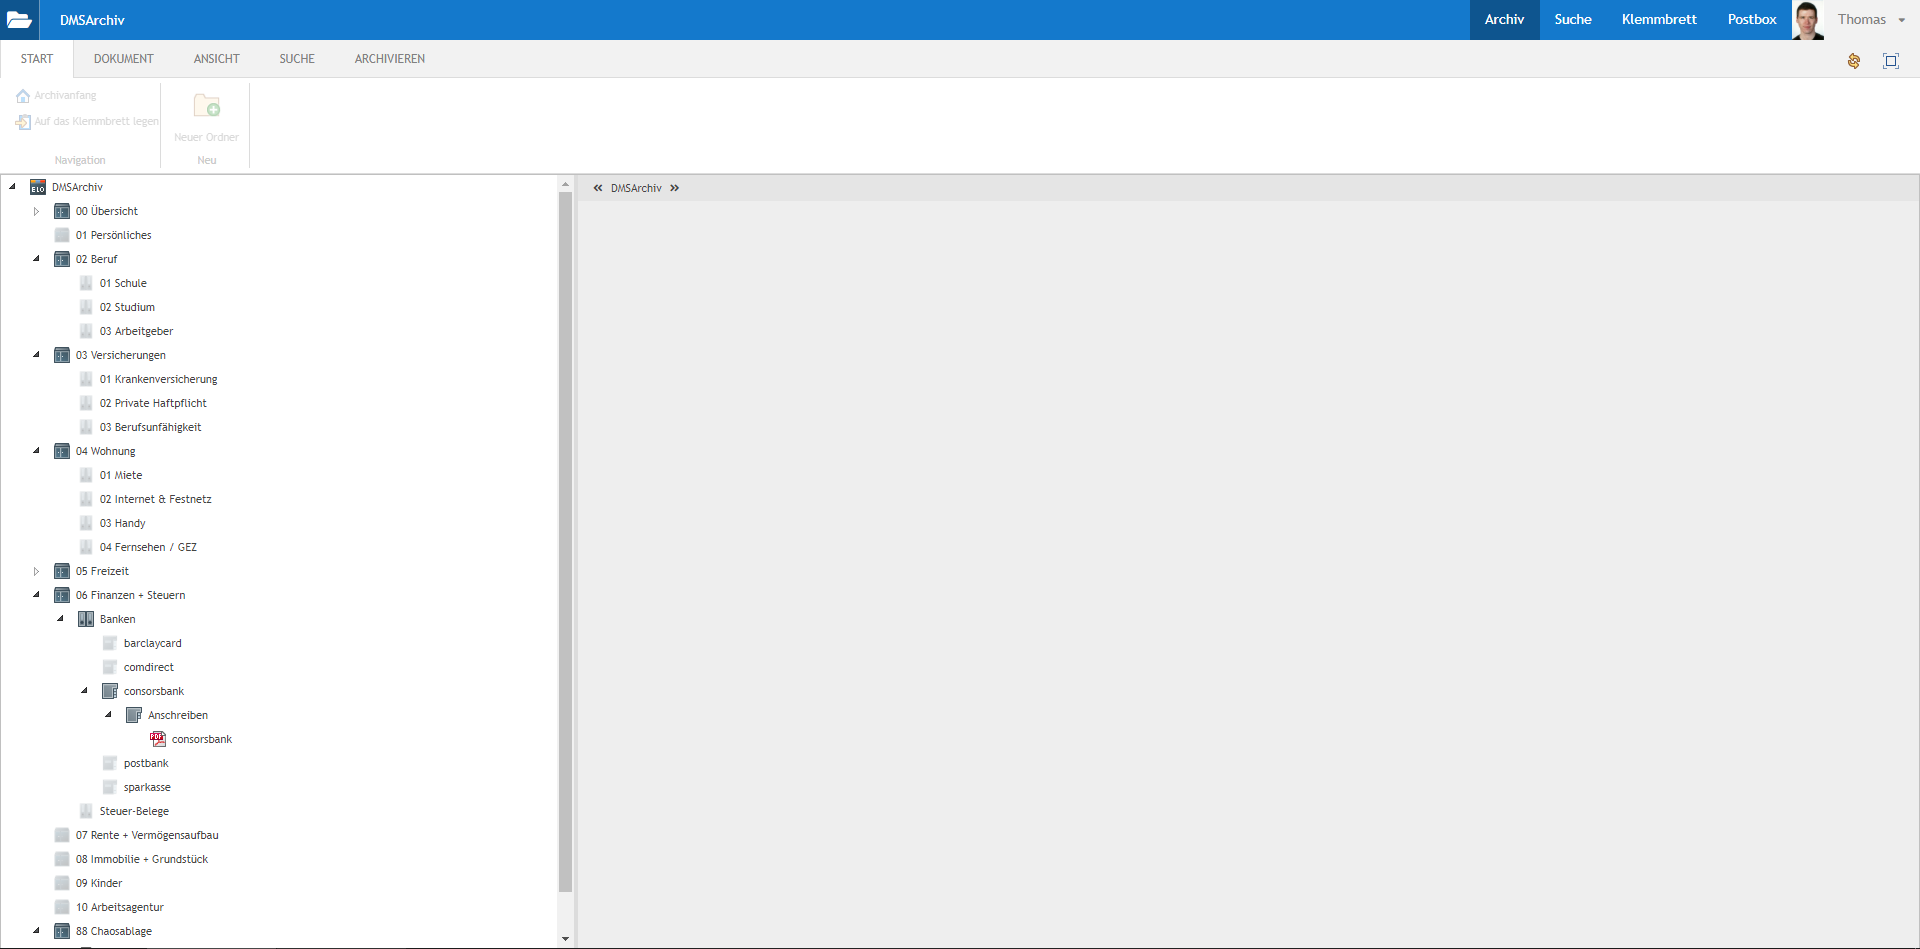 DMSArchiv
Archiv Suche Klemmbrett Postbox Thomas
START DOKUMENT ANSICHT SUCHE ARCHIVIEREN
Archivanfang
Auf das Klemmbrett legen
Navigation
Neuer Ordner
Neu
DMSArchiv
00 Übersicht
01 Persönliches
02 Beruf
01 Schule
02 Studium
03 Arbeitgeber
03 Versicherungen
01 Krankenversicherung
02 Private Haftpflicht
03 Berufsunfähigkeit
04 Wohnung
01 Miete
02 Internet & Festnetz
03 Handy
04 Fernsehen / GEZ
05 Freizeit
06 Finanzen + Steuern
Banken
barclaycard
comdirect
consorsbank
Anschreiben
PDF consorsbank
postbank
sparkasse
Steuer-Belege
07 Rente + Vermögensaufbau
08 Immobilie + Grundstück
09 Kinder
10 Arbeitsagentur
88 Chaosablage
ELO
« DMSArchiv »